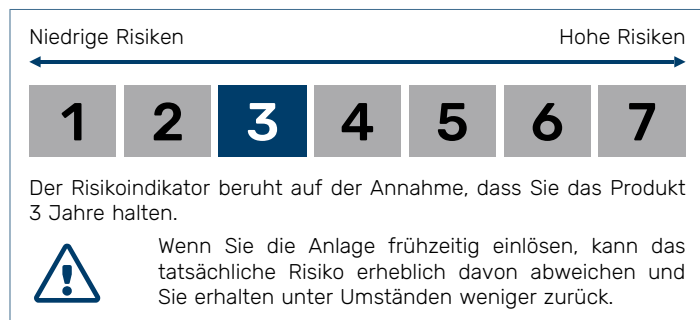 Niedrige Risiken Hohe Risiken
1 2 3 4 5 6 7
Der Risikoindikator beruht auf der Annahme, dass Sie das Produkt
3 Jahre halten.
Wenn Sie die Anlage frühzeitig einlösen, kann das
tatsächliche Risiko erheblich davon abweichen und
Sie erhalten unter Umständen weniger zurück.